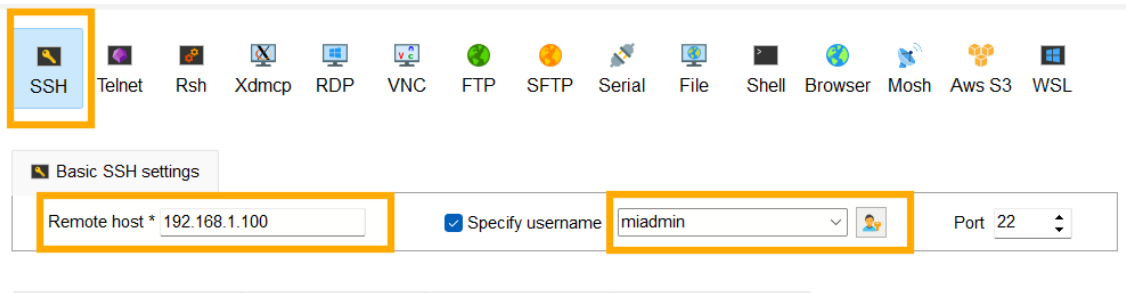 SSH Telnet Rsh Xdmcp RDP VNC FTP SFTP Serial File Shell Browser Mosh Aws S3 WSL
Basic SSH settings
Remote host * 192.168.1.100 Specify username miadmin Port 22